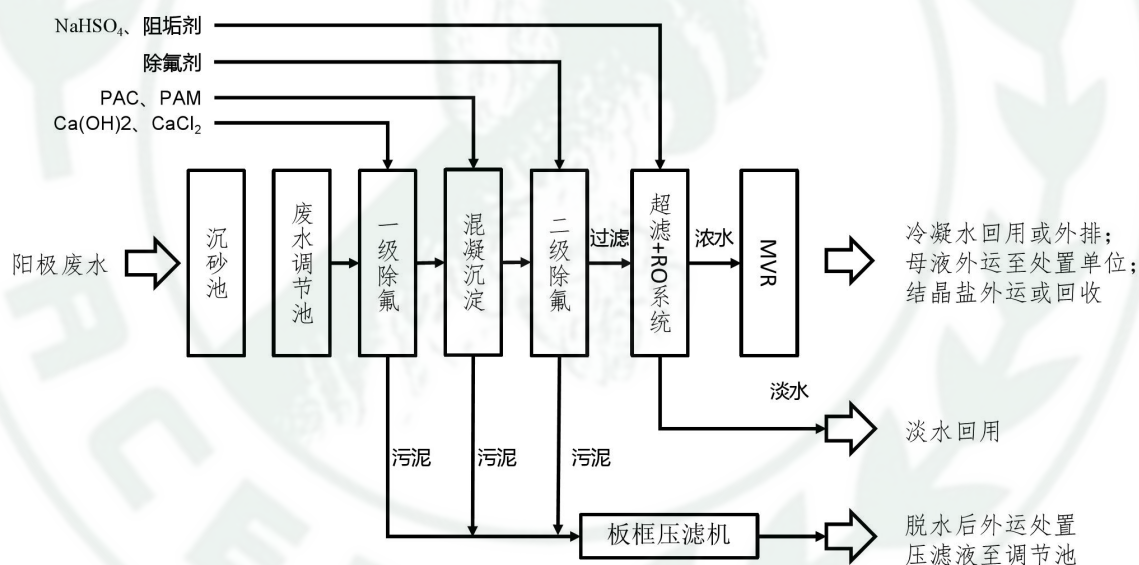 NaHSO₄、阻垢剂
除氟剂
PAC、PAM
Ca(OH)2、CaCl₂
阳极废水
沉砂池
废水调节池
一级除氟
混凝沉淀
二级除氟
过滤
超滤+RO系统
浓水
MVR
冷凝水回用或外排；
母液外运至处置单位；
结晶盐外运或回收
淡水
淡水回用
污泥
污泥
污泥
板框压滤机
脱水后外运处置
压滤液至调节池